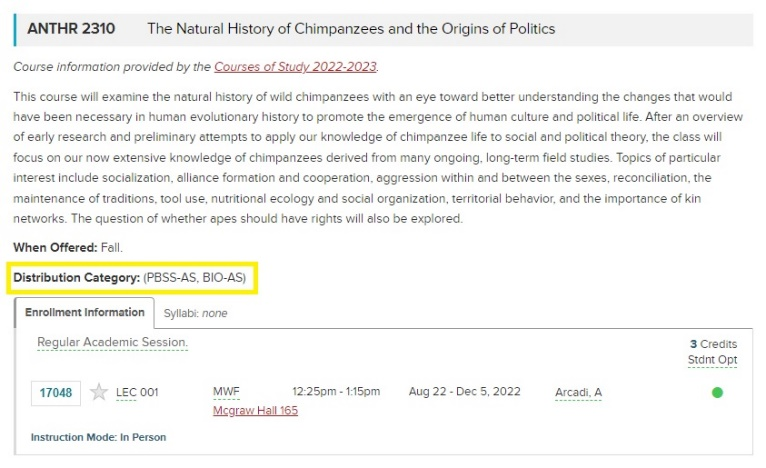 ANTHR 2310 The Natural History of Chimpanzees and the Origins of Politics
Course information provided by the Courses of Study 2022-2023.
This course will examine the natural history of wild chimpanzees with an eye toward better understanding the changes that would
have been necessary in human evolutionary history to promote the emergence of human culture and political life. After an overview
of early research and preliminary attempts to apply our knowledge of chimpanzee life to social and political theory, the class will
focus on our now extensive knowledge of chimpanzees derived from many ongoing, long-term field studies. Topics of particular
interest include socialization, alliance formation and cooperation, aggression within and between the sexes, reconciliation, the
maintenance of traditions, tool use, nutritional ecology and social organization, territorial behavior, and the importance of kin
networks. The question of whether apes should have rights will also be explored.
When Offered: Fall.
Distribution Category: (PBSS-AS, BIO-AS)
Enrollment Information Syllabi: none
Regular Academic Session. 3 Credits
Stdnt Opt
17048 LEC 001 MWF 12:25pm - 1:15pm Aug 22 - Dec 5, 2022 Arcadi, A
Mcgraw Hall 165
Instruction Mode: In Person